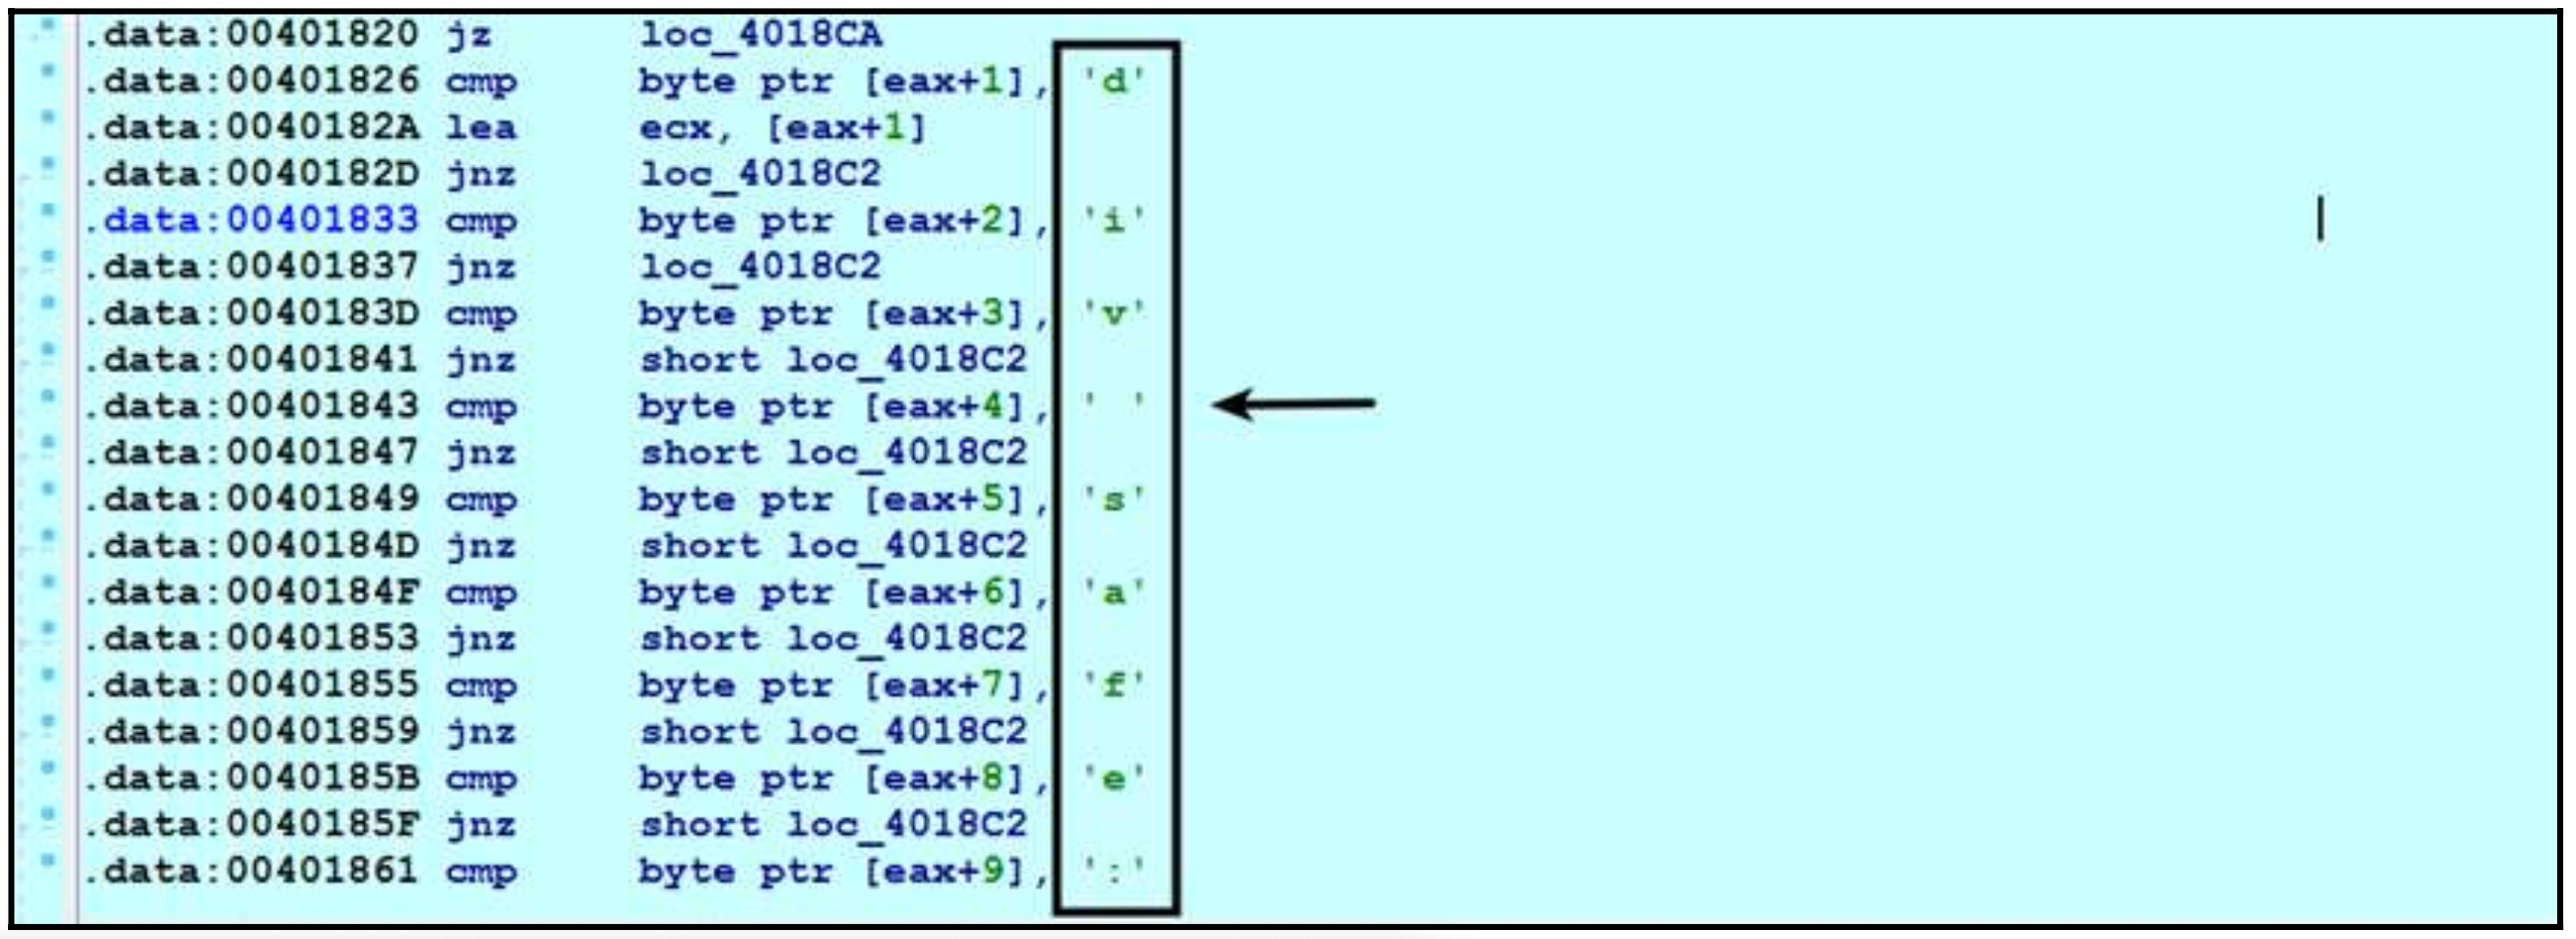 .data:00401820 jz loc_4018CA
.data:00401826 cmp byte ptr [eax+1], 'd'
.data:0040182A lea ecx, [eax+1]
.data:0040182D jnz loc_4018C2
.data:00401833 cmp byte ptr [eax+2], 'i'
.data:00401837 jnz loc_4018C2
.data:0040183D cmp byte ptr [eax+3], 'v'
.data:00401841 jnz short loc_4018C2
.data:00401843 cmp byte ptr [eax+4], ' '
.data:00401847 jnz short loc_4018C2
.data:00401849 cmp byte ptr [eax+5], 's'
.data:0040184D jnz short loc_4018C2
.data:0040184F cmp byte ptr [eax+6], 'a'
.data:00401853 jnz short loc_4018C2
.data:00401855 cmp byte ptr [eax+7], 'f'
.data:00401859 jnz short loc_4018C2
.data:0040185B cmp byte ptr [eax+8], 'e'
.data:0040185F jnz short loc_4018C2
.data:00401861 cmp byte ptr [eax+9], ':'